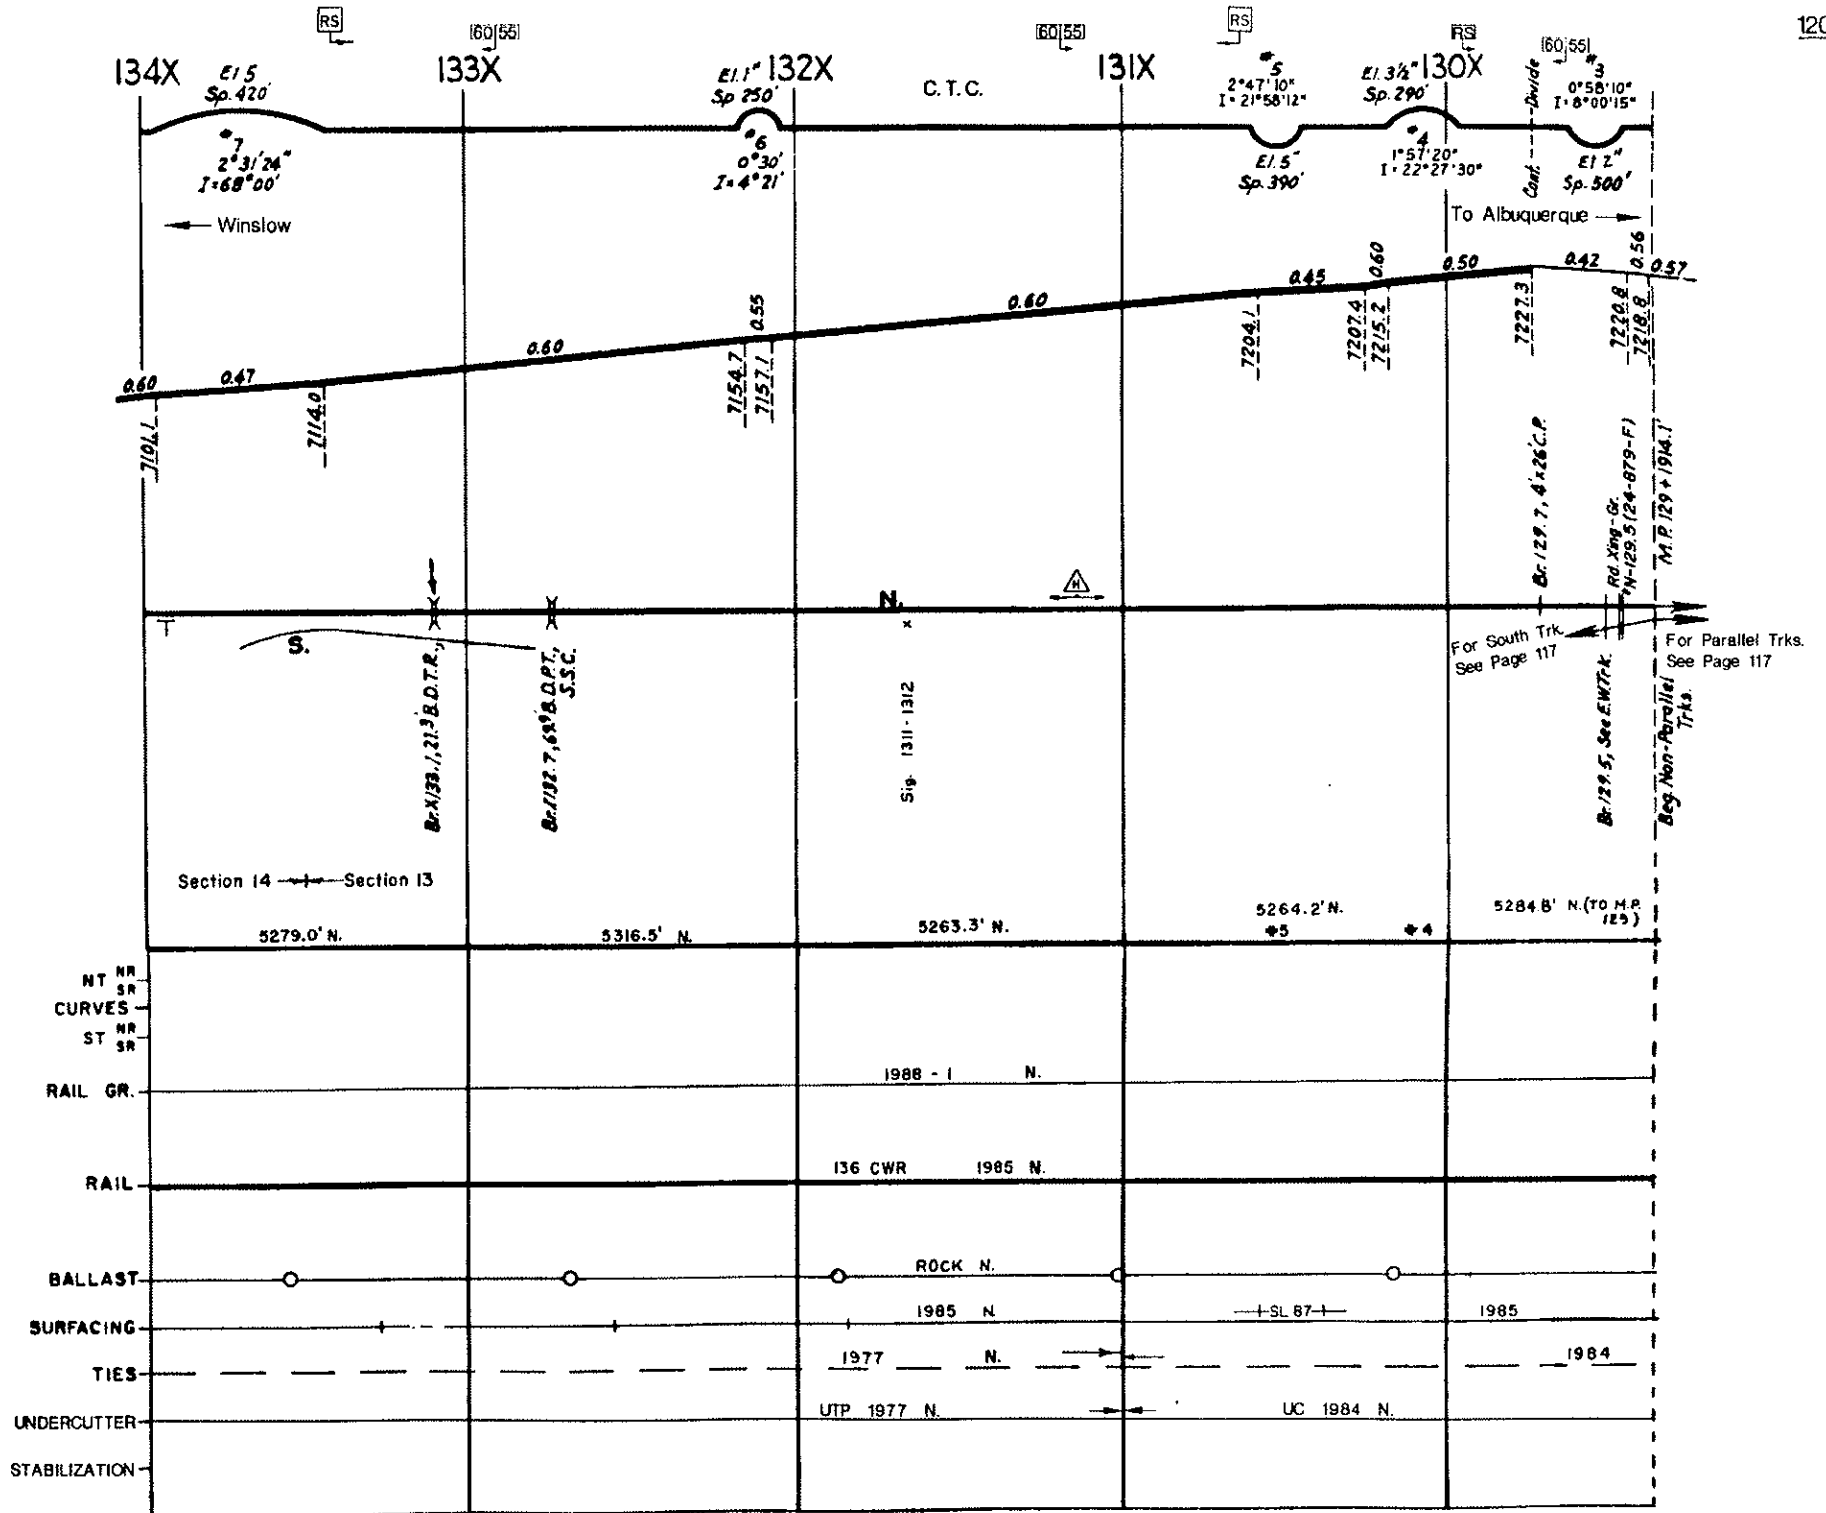 RS
60 55
60 55
RS
RS
60 55
120
134X
133X
132X
131X
130X
El 5
Sp. 420'
#7
2°31'24"
I=68°00'
El. 1"
Sp 250'
#6
0°30'
I=4°21'
C.T.C.
#5
2°47'10"
I=21°58'12"
El. 5"
Sp. 390'
El. 3½"
Sp. 290'
#4
1°57'20"
I=22°27'30"
Cont. Divide
#3
0°58'10"
I=8°00'15"
El 2"
Sp. 500'
Winslow
To Albuquerque
0.60
0.47
0.60
0.55
0.60
0.45
0.60
0.50
0.42
0.56
0.57
7101.1
7114.0
7154.7
7157.1
7204.1
7207.4
7215.2
7227.3
7220.8
7218.8
Br. 129.7, 4'x26' C.P.
Rd. Xing-Gr.
#N-129.5 (24-879-F)
M.P. 129+1914.1'
T
S.
N.
H
x
For South Trk.
See Page 117
For Parallel Trks.
See Page 117
Br.X133.1, 21.3' B.D.T.R.,
Br.X132.7, 69.9' B.D.P.T.,
S.S.C.
Sig. 1311-1312
Br. 129.5, See E.W.Trk.
Beg. Non-Parallel
Trks.
Section 14
Section 13
5279.0' N.
5316.5' N.
5263.3' N.
5264.2' N.
5284.8' N. (TO M.P.
129)
#5
#4
NT NR
SR
CURVES
ST NR
SR
RAIL GR.
1988 - 1 N.
RAIL
136 CWR 1985 N.
BALLAST
ROCK N.
SURFACING
1985 N
SL 87
1985
TIES
1977 N.
1984
UNDERCUTTER
UTP 1977 N.
UC 1984 N.
STABILIZATION